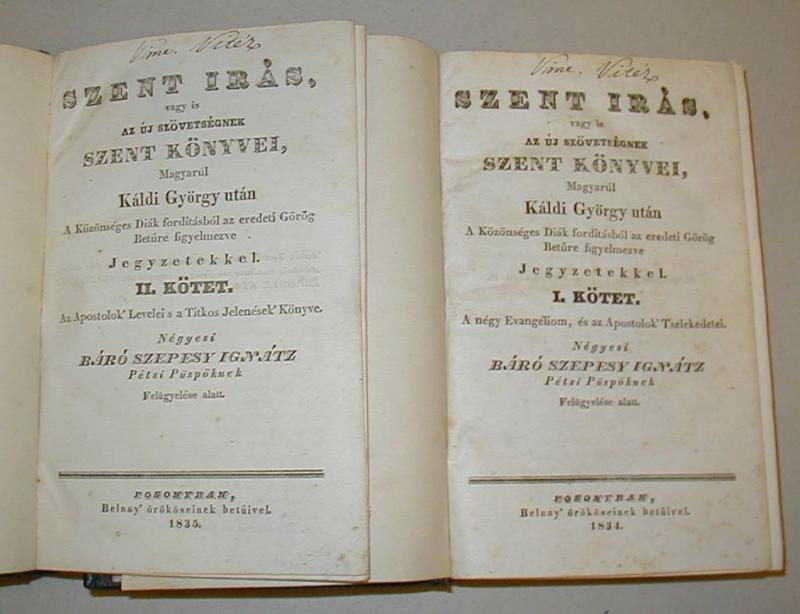 Vinc. Vitéz
SZENT IRÁS,
vagy is
AZ ÚJ SZÖVETSÉGNEK
SZENT KÖNYVEI,
Magyarúl
Káldi György után
A Közönséges Diák fordításból az eredeti Görög
Betűre figyelmezve
Jegyzetekkel.
II. KÖTET.
Az Apostolok' Levelei s a Titkos Jelenések' Könyve.
Négyesi
BÁRÓ SZEPESY IGNÁTZ
Pétsi Püspöknek
Felügyelése alatt.
POSONYBAN,
Belnay' örököseinek betűivel.
1835.
Vinc. Vitéz
SZENT IRÁS,
vagy is
AZ ÚJ SZÖVETSÉGNEK
SZENT KÖNYVEI,
Magyarúl
Káldi György után
A Közönséges Diák fordításból az eredeti Görög
Betűre figyelmezve
Jegyzetekkel.
I. KÖTET.
A négy Evangéliom, és az Apostolok' Tselekedetei.
Négyesi
BÁRÓ SZEPESY IGNÁTZ
Pétsi Püspöknek
Felügyelése alatt.
POSONYBAN,
Belnay' örököseinek betűivel.
1834.